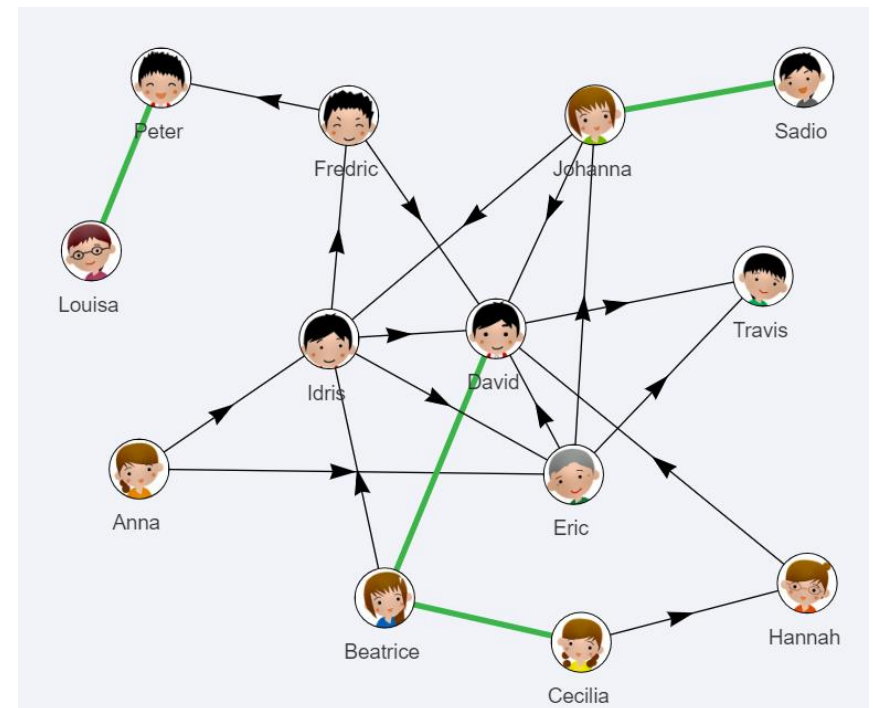 Peter
Fredric
Johanna
Sadio
Louisa
Travis
Idris
David
Anna
Eric
Beatrice
Hannah
Cecilia